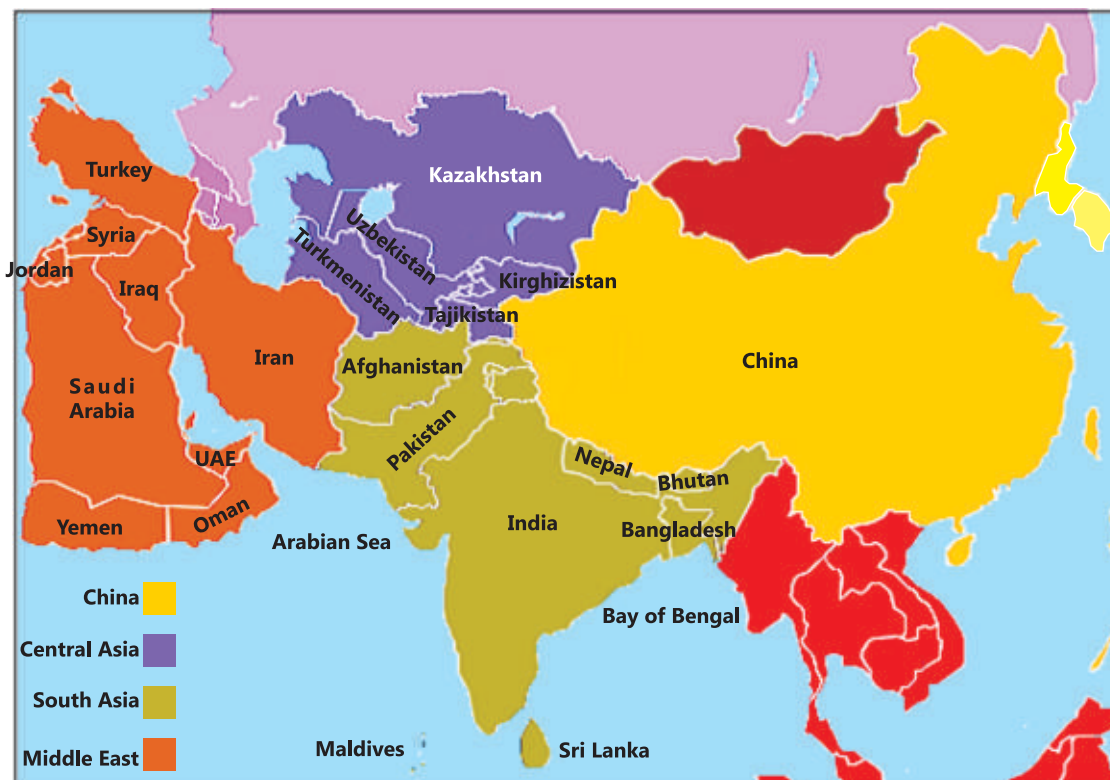 Turkey
Kazakhstan
Syria
Uzbekistan
Jordan
Turkmenistan
Iraq
Kirghizistan
Tajikistan
Iran
Afghanistan
China
Saudi
Arabia
Pakistan
UAE
Nepal
Bhutan
Yemen
Oman
India
Bangladesh
Arabian Sea
Bay of Bengal
China
Central Asia
South Asia
Middle East
Maldives
Sri Lanka